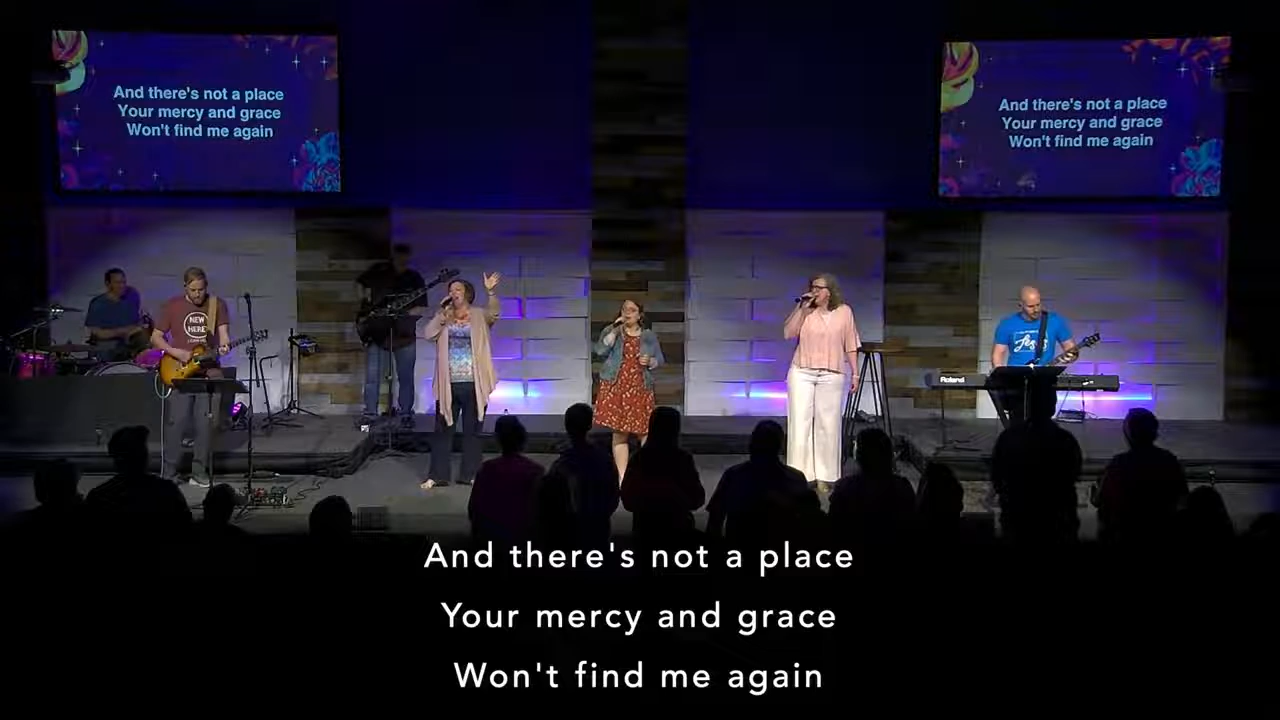 And there's not a place
Your mercy and grace
Won't find me again
And there's not a place
Your mercy and grace
Won't find me again
NEW
HERE
Jesus
Roland
And there's not a place
Your mercy and grace
Won't find me again